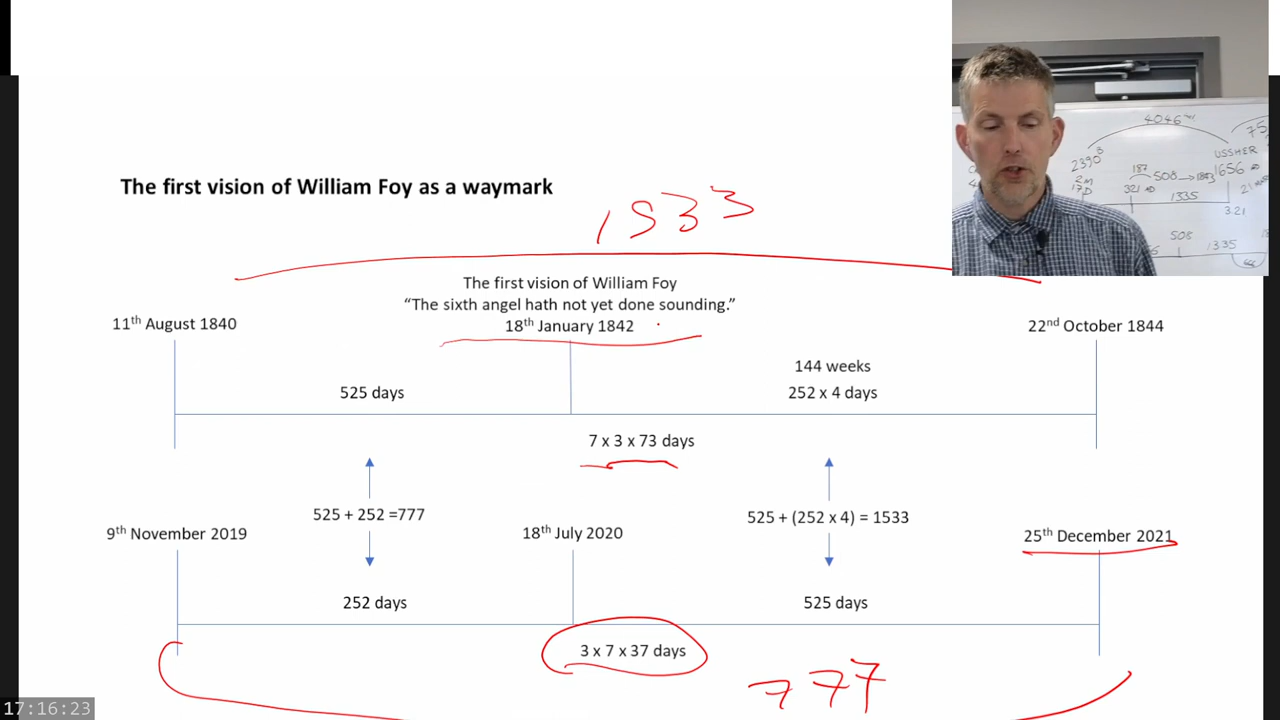 The first vision of William Foy as a waymark
1533
The first vision of William Foy
“The sixth angel hath not yet done sounding.”
11th August 1840
18th January 1842
22nd October 1844
144 weeks
525 days
252 x 4 days
7 x 3 x 73 days
525 + 252 =777
525 + (252 x 4) = 1533
9th November 2019
18th July 2020
25th December 2021
252 days
525 days
3 x 7 x 37 days
777
4046
2390
USSHER
187
508
1843
1656
321 AD
1335
3.21
508
1335
17:16:23